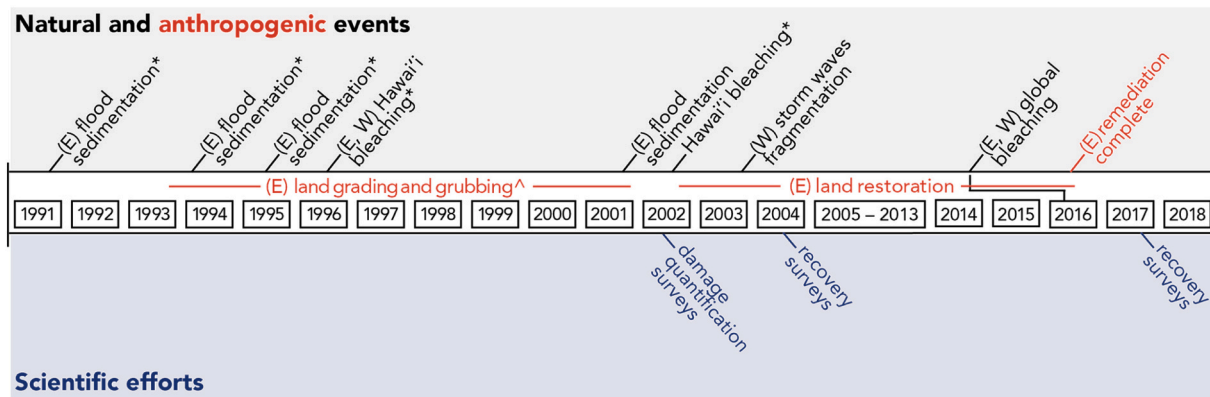 Natural and anthropogenic events
(E) flood
sedimentation*
(E) flood
sedimentation*
(E) flood
sedimentation*
(E, W) Hawai‘i
bleaching*
(E) flood
sedimentation
Hawai‘i bleaching*
(W) storm waves
fragmentation
(E, W) global
bleaching
(E) remediation
complete
(E) land grading and grubbing^
(E) land restoration
1991 1992 1993 1994 1995 1996 1997 1998 1999 2000 2001 2002 2003 2004 2005 – 2013 2014 2015 2016 2017 2018
damage
quantification
surveys
recovery
surveys
recovery
surveys
Scientific efforts